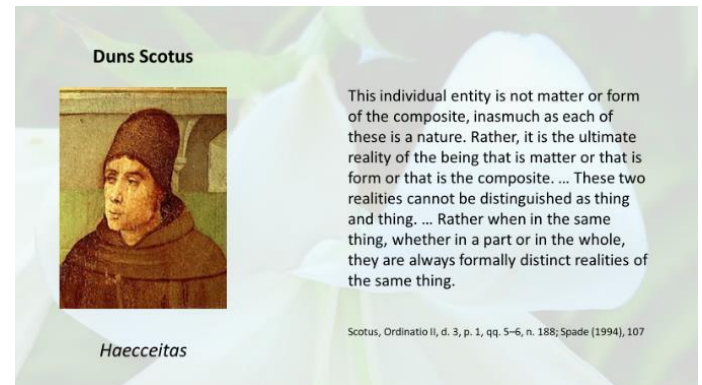 Duns Scotus
This individual entity is not matter or form
of the composite, inasmuch as each of
these is a nature. Rather, it is the ultimate
reality of the being that is matter or that is
form or that is the composite. ... These two
realities cannot be distinguished as thing
and thing. ... Rather when in the same
thing, whether in a part or in the whole,
they are always formally distinct realities of
the same thing.
Scotus, Ordinatio II, d. 3, p. 1, qq. 5–6, n. 188; Spade (1994), 107
Haecceitas